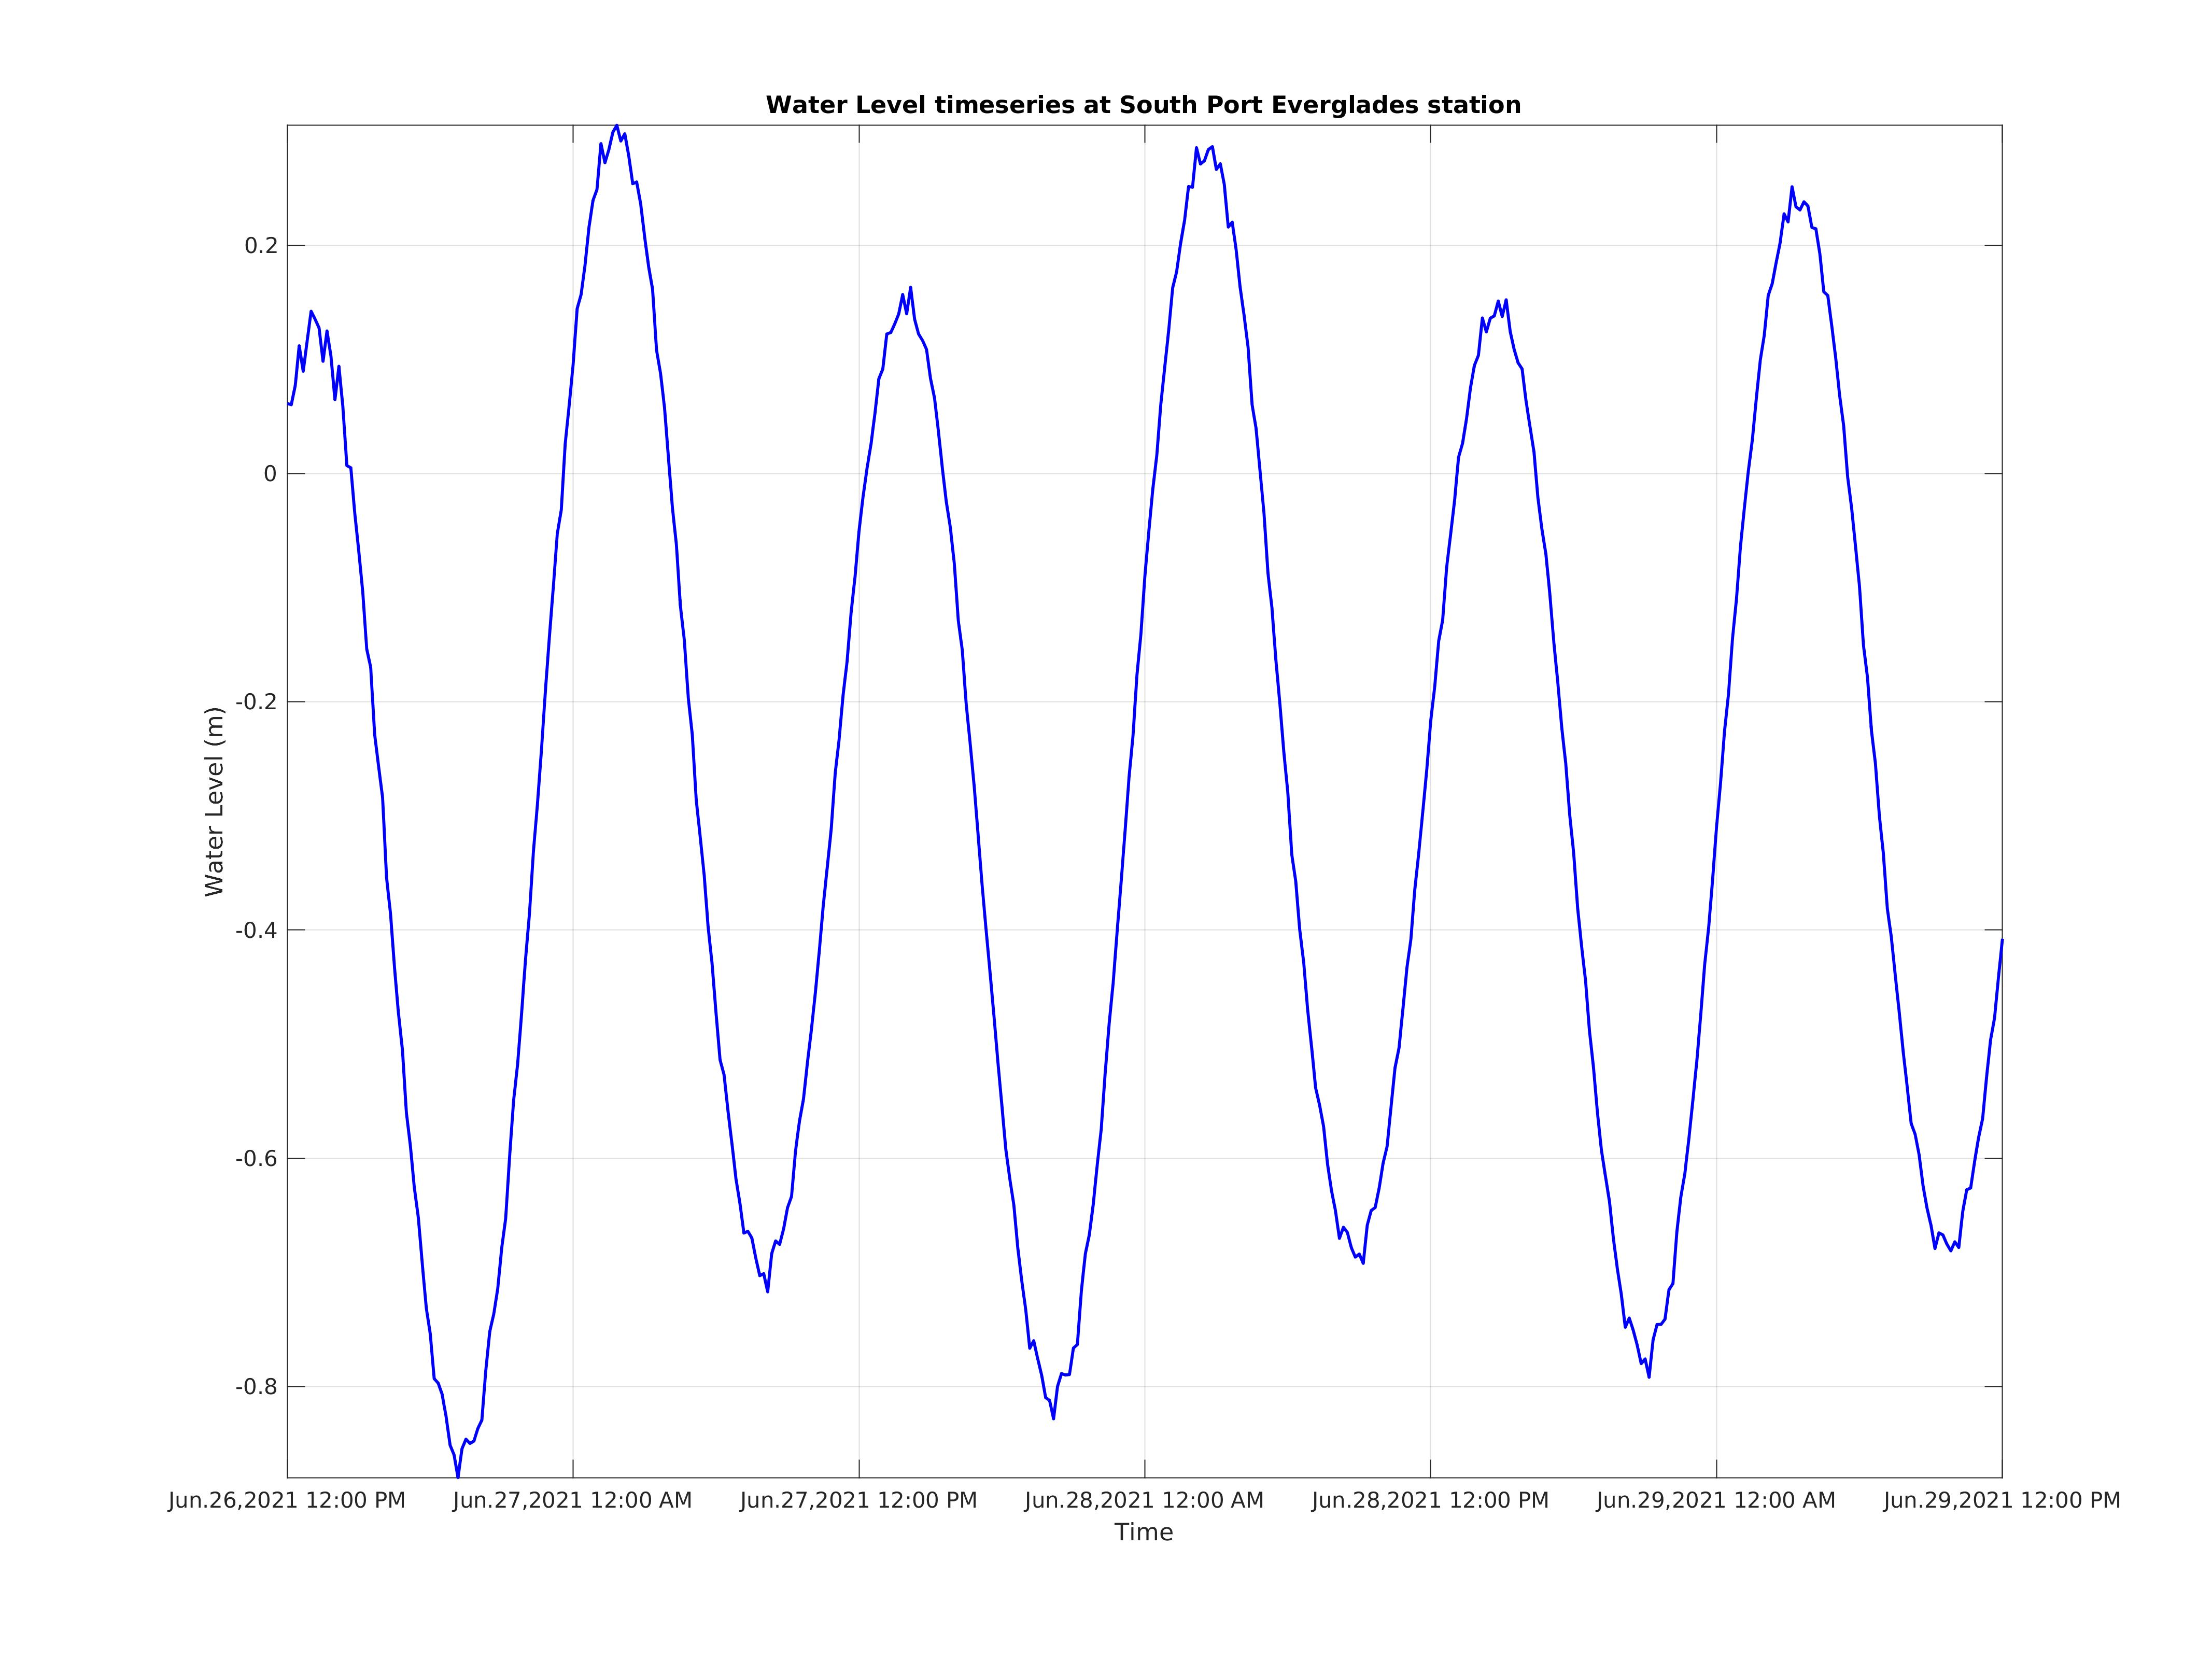 Water Level timeseries at South Port Everglades station
0.2
0
-0.2
-0.4
-0.6
-0.8
Water Level (m)
Jun.26,2021 12:00 PM
Jun.27,2021 12:00 AM
Jun.27,2021 12:00 PM
Jun.28,2021 12:00 AM
Jun.28,2021 12:00 PM
Jun.29,2021 12:00 AM
Jun.29,2021 12:00 PM
Time